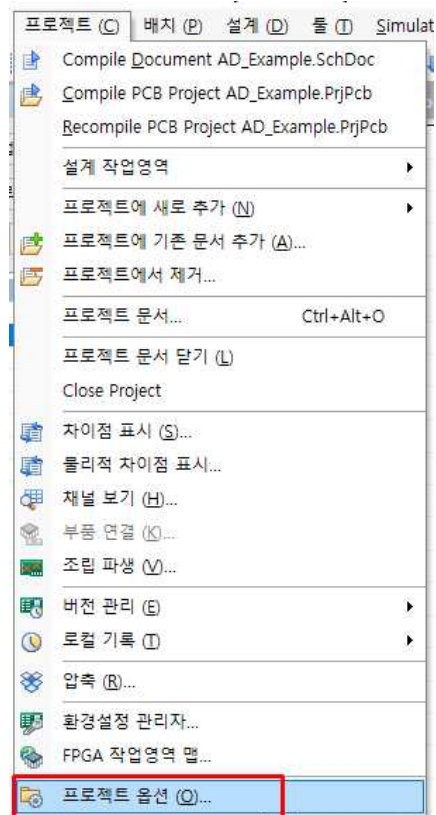 프로젝트 (C) 배치 (P) 설계 (D) 툴 (T) Simulat
Compile Document AD_Example.SchDoc
Compile PCB Project AD_Example.PrjPcb
Recompile PCB Project AD_Example.PrjPcb
설계 작업영역
프로젝트에 새로 추가 (N)
프로젝트에 기존 문서 추가 (A)...
프로젝트에서 제거...
프로젝트 문서... Ctrl+Alt+O
프로젝트 문서 닫기 (L)
Close Project
차이점 표시 (S)...
물리적 차이점 표시...
채널 보기 (H)...
부품 연결 (K)...
조립 파생 (V)...
버전 관리 (E)
로컬 기록 (T)
압축 (R)...
환경설정 관리자...
FPGA 작업영역 맵...
프로젝트 옵션 (O)...